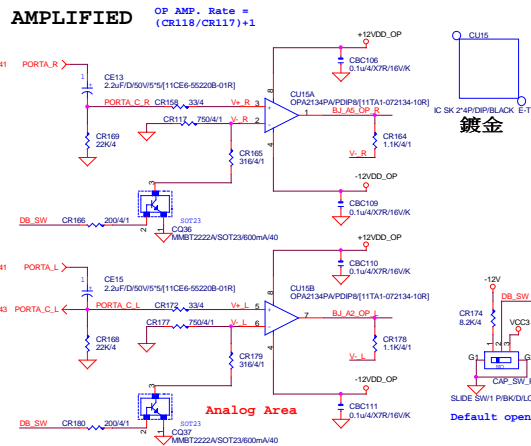 AMPLIFIED
OP AMP. Rate =
(CR118/CR117)+1
+12VDD_OP
CBC106
0.1u/4/X7R/16V/K
41 PORTA_R
1
CE13
2.2uF/D/50V/5*5/[11CE6-55220B-01R]
PORTA_C_R
CR158 33/4
V+_R 3
CR117 750/4/1
V-_R 2
8
4
1
CU15A
OPA2134PA/PDIP8/[11TA1-072134-10R]
BJ_A5_OP_R
CR169
22K/4
CR165
316/4/1
CR164
1.1K/4/1
V-_R
-12VDD_OP
CBC109
0.1u/4/X7R/16V/K
DB_SW
CR166 200/4/1
3
2
1
SOT23
CQ36
MMBT2222A/SOT23/600mA/40
CU15
IC SK 2*4P/DIP/BLACK E-T
鍍金
+12VDD_OP
CBC110
0.1u/4/X7R/16V/K
41 PORTA_L
1
CE15
2.2uF/D/50V/5*5/[11CE6-55220B-01R]
43 PORTA_C_L
PORTA_C_L
CR172 33/4
V+_L 5
CR177 750/4/1
V-_L 6
8
4
7
CU15B
OPA2134PA/PDIP8/[11TA1-072134-10R]
BJ_A2_OP_L
CR168
22K/4
CR179
316/4/1
CR178
1.1K/4/1
V-_L
-12VDD_OP
CBC111
0.1u/4/X7R/16V/K
DB_SW
CR180 200/4/1
3
2
1
SOT23
CQ37
MMBT2222A/SOT23/600mA/40
Analog Area
-12V
CR174
8.2K/4
DB_SW
VCC3
1
2
3
G1
G
CAP_SW_
SLIDE SW/1 P/BK/D/LO
Default open